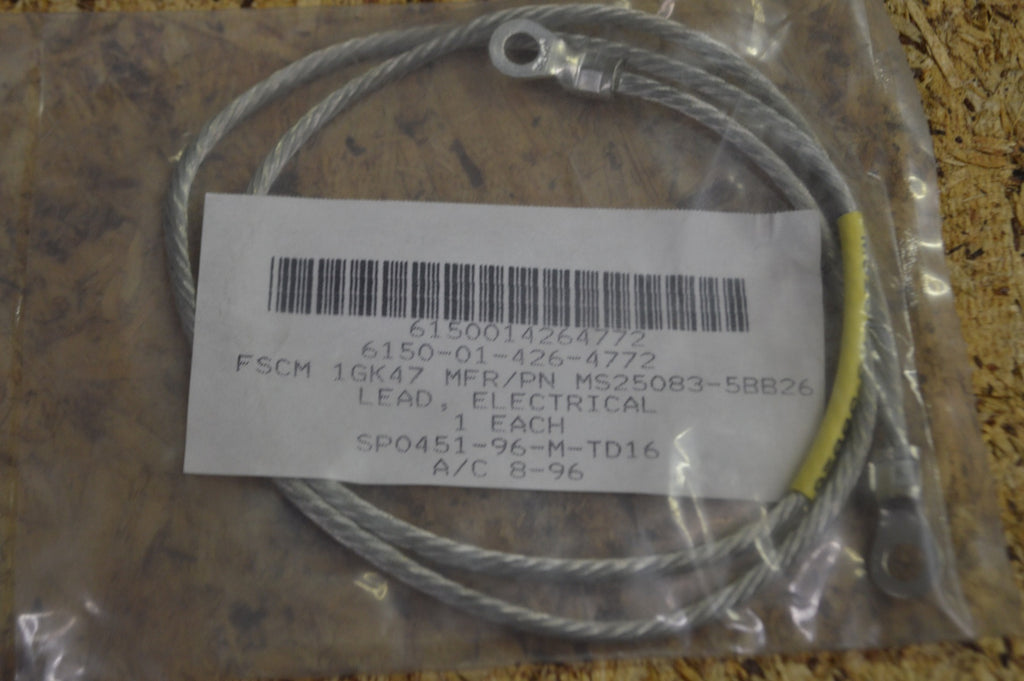 6150014264772
6150-01-426-4772
FSCM 1GK47 MFR/PN MS25083-5BB26
LEAD, ELECTRICAL
1 EACH
SP0451-96-M-TD16
A/C 8-96